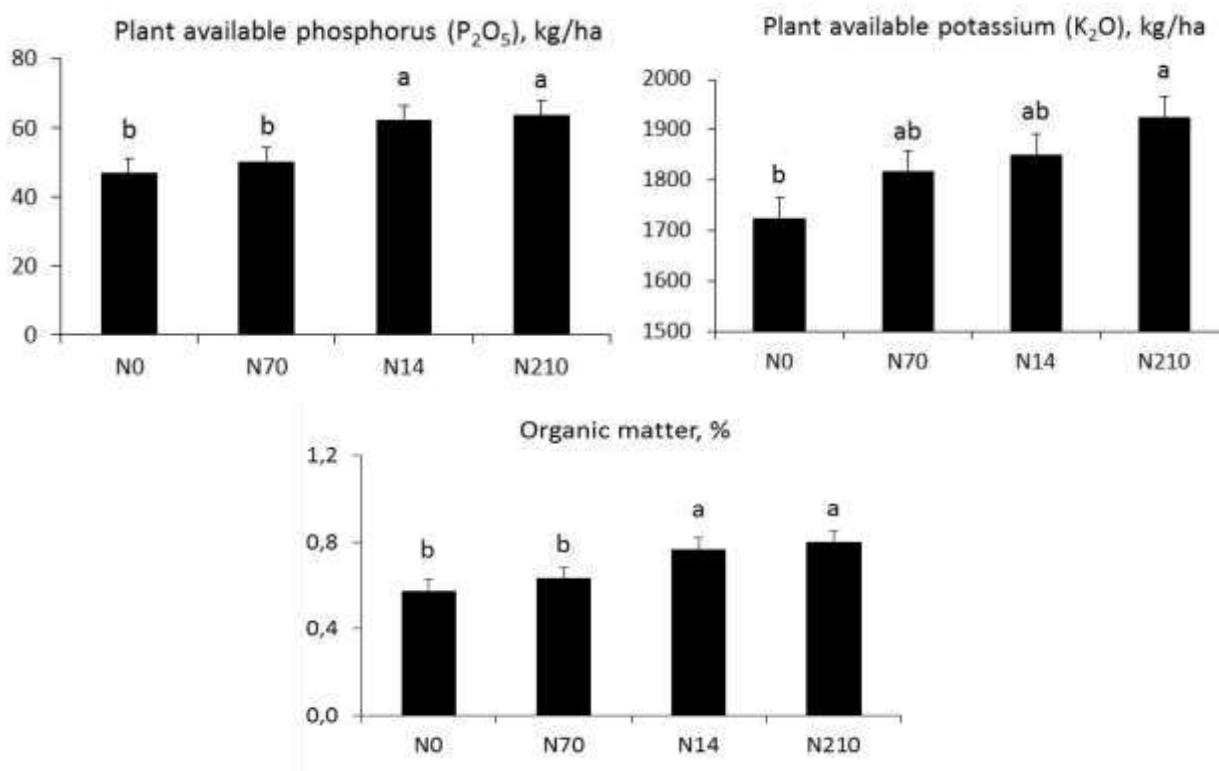 Plant available phosphorus (P₂O₅), kg/ha
80
60
40
20
0
b
b
a
a
N0 N70 N14 N210
Plant available potassium (K₂O), kg/ha
2000
1900
1800
1700
1600
1500
b
ab
ab
a
N0 N70 N14 N210
Organic matter, %
1,2
0,8
0,4
0,0
b
b
a
a
N0 N70 N14 N210